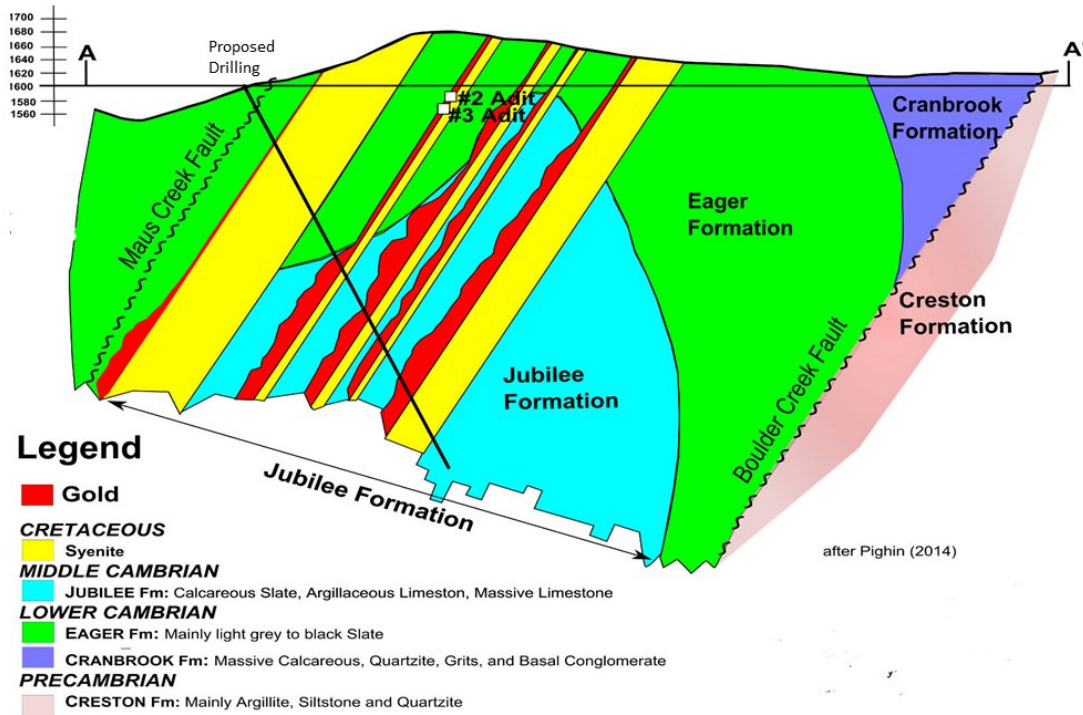 1700
1680
1660
1640
1620
1600
1580
1560
A
Proposed
Drilling
A'
#2 Adit
#3 Adit
Maus Creek Fault
Cranbrook
Formation
Eager
Formation
Creston
Formation
Jubilee
Formation
Boulder Creek Fault
Jubilee Formation
Legend
Gold
CRETACEOUS
Syenite
MIDDLE CAMBRIAN
JUBILEE Fm: Calcareous Slate, Argillaceous Limeston, Massive Limestone
LOWER CAMBRIAN
EAGER Fm: Mainly light grey to black Slate
CRANBROOK Fm: Massive Calcareous, Quartzite, Grits, and Basal Conglomerate
PRECAMBRIAN
CRESTON Fm: Mainly Argillite, Siltstone and Quartzite
after Pighin (2014)